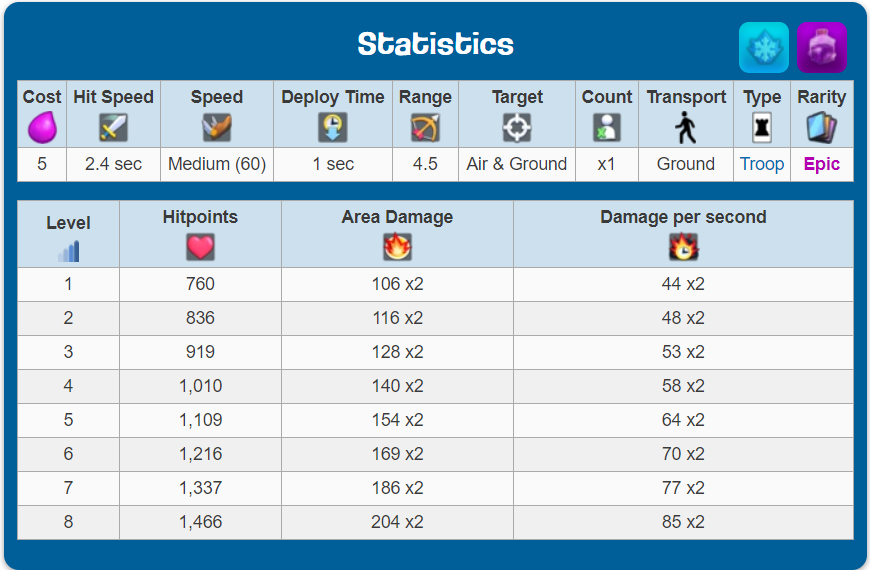 Statistics
Cost Hit Speed Speed Deploy Time Range Target Count Transport Type Rarity
5 2.4 sec Medium (60) 1 sec 4.5 Air & Ground x1 Ground Troop Epic
Level Hitpoints Area Damage Damage per second
1 760 106 x2 44 x2
2 836 116 x2 48 x2
3 919 128 x2 53 x2
4 1,010 140 x2 58 x2
5 1,109 154 x2 64 x2
6 1,216 169 x2 70 x2
7 1,337 186 x2 77 x2
8 1,466 204 x2 85 x2